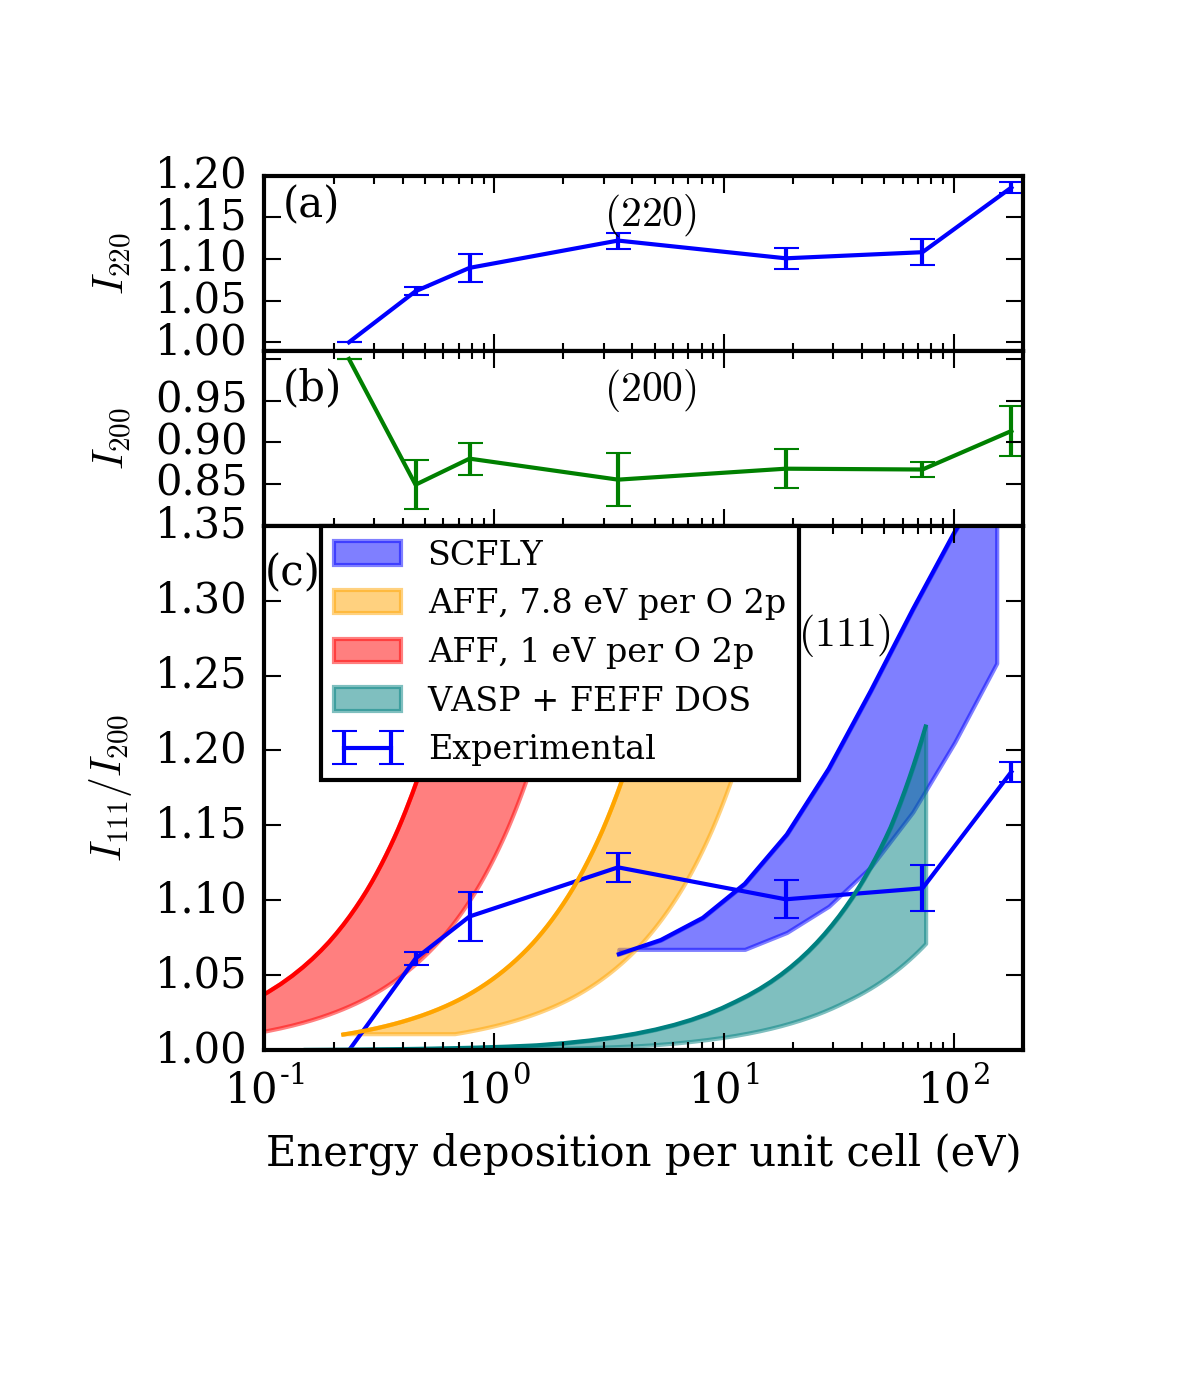 1.20
(a)
(220)
1.15
1.10
1.05
1.00
I220
(b)
(200)
0.95
0.90
0.85
I200
1.35
(c)
SCFLY
AFF, 7.8 eV per O 2p
AFF, 1 eV per O 2p
VASP + FEFF DOS
Experimental
(111)
1.30
1.25
1.20
1.15
1.10
1.05
1.00
I111/I200
10-1 100 101 102
Energy deposition per unit cell (eV)